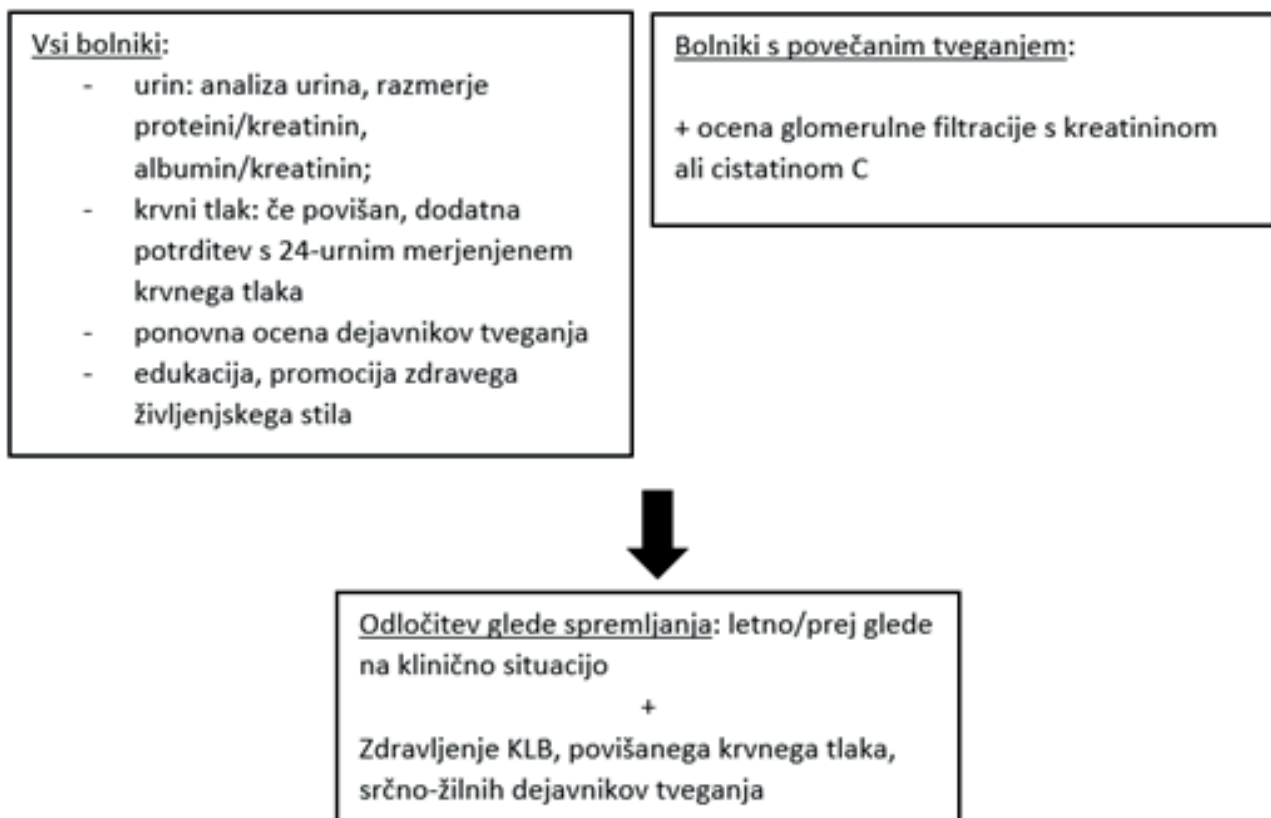 Vsi bolniki:
- urin: analiza urina, razmerje
proteini/kreatinin,
albumin/kreatinin;
- krvni tlak: če povišan, dodatna
potrditev s 24-urnim merjenjenem
krvnega tlaka
- ponovna ocena dejavnikov tveganja
- edukacija, promocija zdravega
življenjskega stila
Bolniki s povečanim tveganjem:
+ ocena glomerulne filtracije s kreatininom
ali cistatinom C
Odločitev glede spremljanja: letno/prej glede
na klinično situacijo
+
Zdravljenje KLB, povišanega krvnega tlaka,
srčno-žilnih dejavnikov tveganja